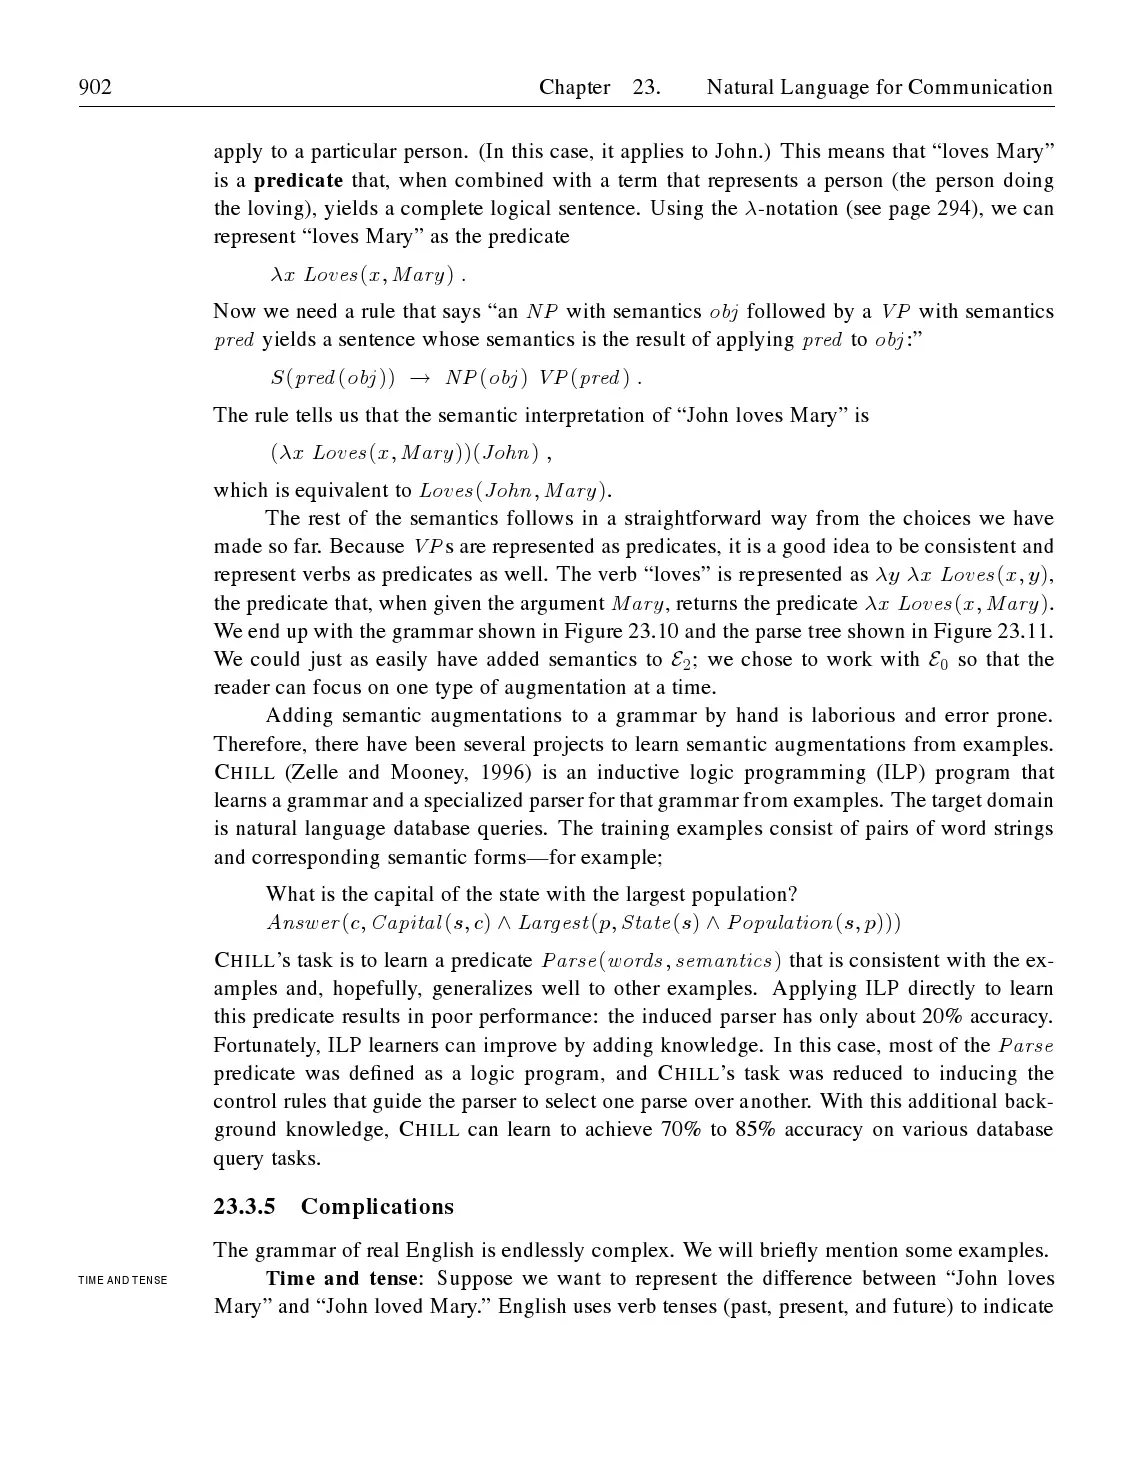 902 Chapter 23. Natural Language for Communication
apply to a particular person. (In this case, it applies to John.) This means that “loves Mary”
is a predicate that, when combined with a term that represents a person (the person doing
the loving), yields a complete logical sentence. Using the λ-notation (see page 294), we can
represent “loves Mary” as the predicate
λx Loves(x, Mary) .
Now we need a rule that says “an NP with semantics obj followed by a VP with semantics
pred yields a sentence whose semantics is the result of applying pred to obj:”
S(pred(obj)) → NP(obj) VP(pred) .
The rule tells us that the semantic interpretation of “John loves Mary” is
(λx Loves(x, Mary))(John) ,
which is equivalent to Loves(John, Mary).
The rest of the semantics follows in a straightforward way from the choices we have
made so far. Because VPs are represented as predicates, it is a good idea to be consistent and
represent verbs as predicates as well. The verb “loves” is represented as λy λx Loves(x, y),
the predicate that, when given the argument Mary, returns the predicate λx Loves(x, Mary).
We end up with the grammar shown in Figure 23.10 and the parse tree shown in Figure 23.11.
We could just as easily have added semantics to ℰ₂; we chose to work with ℰ₀ so that the
reader can focus on one type of augmentation at a time.
Adding semantic augmentations to a grammar by hand is laborious and error prone.
Therefore, there have been several projects to learn semantic augmentations from examples.
CHILL (Zelle and Mooney, 1996) is an inductive logic programming (ILP) program that
learns a grammar and a specialized parser for that grammar from examples. The target domain
is natural language database queries. The training examples consist of pairs of word strings
and corresponding semantic forms—for example;
What is the capital of the state with the largest population?
Answer(c, Capital(s, c) ∧ Largest(p, State(s) ∧ Population(s, p)))
CHILL’s task is to learn a predicate Parse(words, semantics) that is consistent with the ex-
amples and, hopefully, generalizes well to other examples. Applying ILP directly to learn
this predicate results in poor performance: the induced parser has only about 20% accuracy.
Fortunately, ILP learners can improve by adding knowledge. In this case, most of the Parse
predicate was defined as a logic program, and CHILL’s task was reduced to inducing the
control rules that guide the parser to select one parse over another. With this additional back-
ground knowledge, CHILL can learn to achieve 70% to 85% accuracy on various database
query tasks.
23.3.5 Complications
The grammar of real English is endlessly complex. We will briefly mention some examples.
TIME AND TENSE Time and tense: Suppose we want to represent the difference between “John loves
Mary” and “John loved Mary.” English uses verb tenses (past, present, and future) to indicate